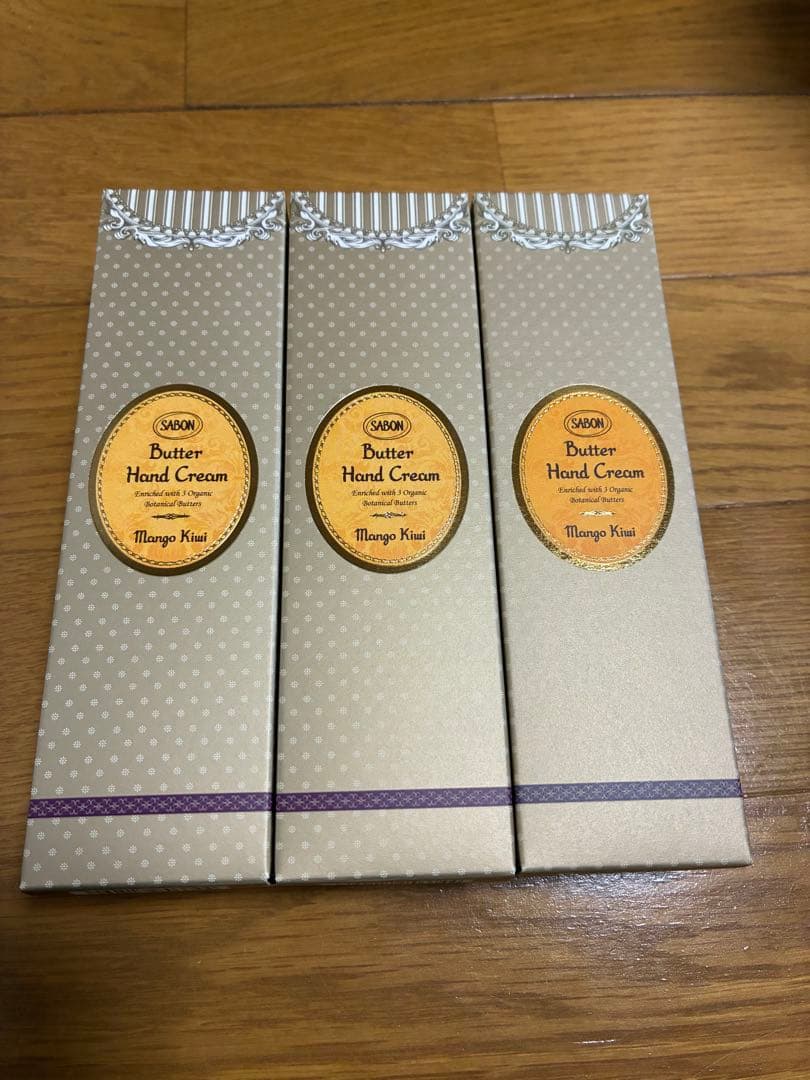 SABON
Butter
Hand Cream
Enriched with 3 Organic
Botanical Butters
Mango Kiwi
SABON
Butter
Hand Cream
Enriched with 3 Organic
Botanical Butters
Mango Kiwi
SABON
Butter
Hand Cream
Enriched with 3 Organic
Botanical Butters
Mango Kiwi